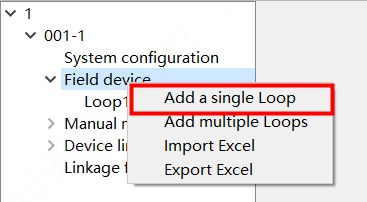 1
001-1
System configuration
Field device
Loop1
Add a single Loop
Add multiple Loops
Import Excel
Export Excel
Manual
Device
Linkage